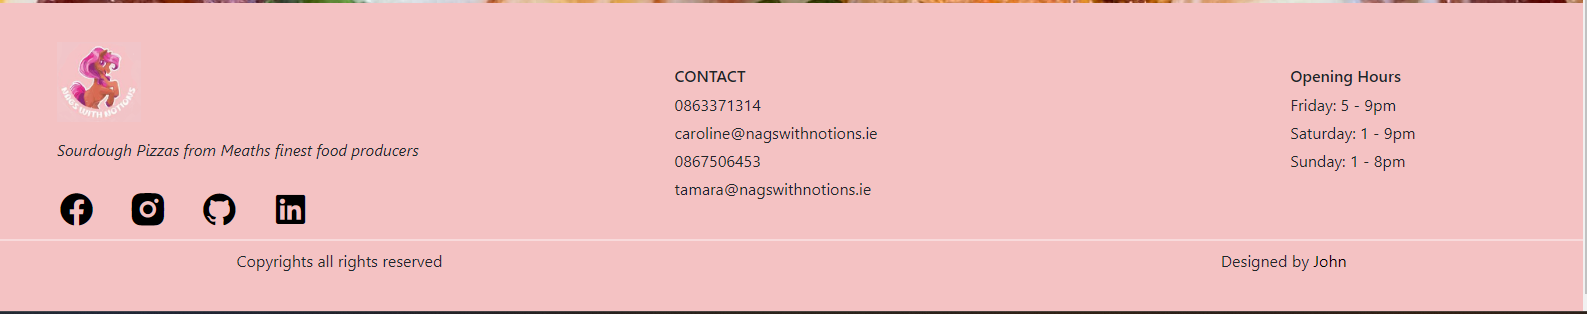 NAGS WITH NOTIONS
Sourdough Pizzas from Meaths finest food producers
CONTACT
0863371314
caroline@nagswithnotions.ie
0867506453
tamara@nagswithnotions.ie
Opening Hours
Friday: 5 - 9pm
Saturday: 1 - 9pm
Sunday: 1 - 8pm
Copyrights all rights reserved
Designed by John